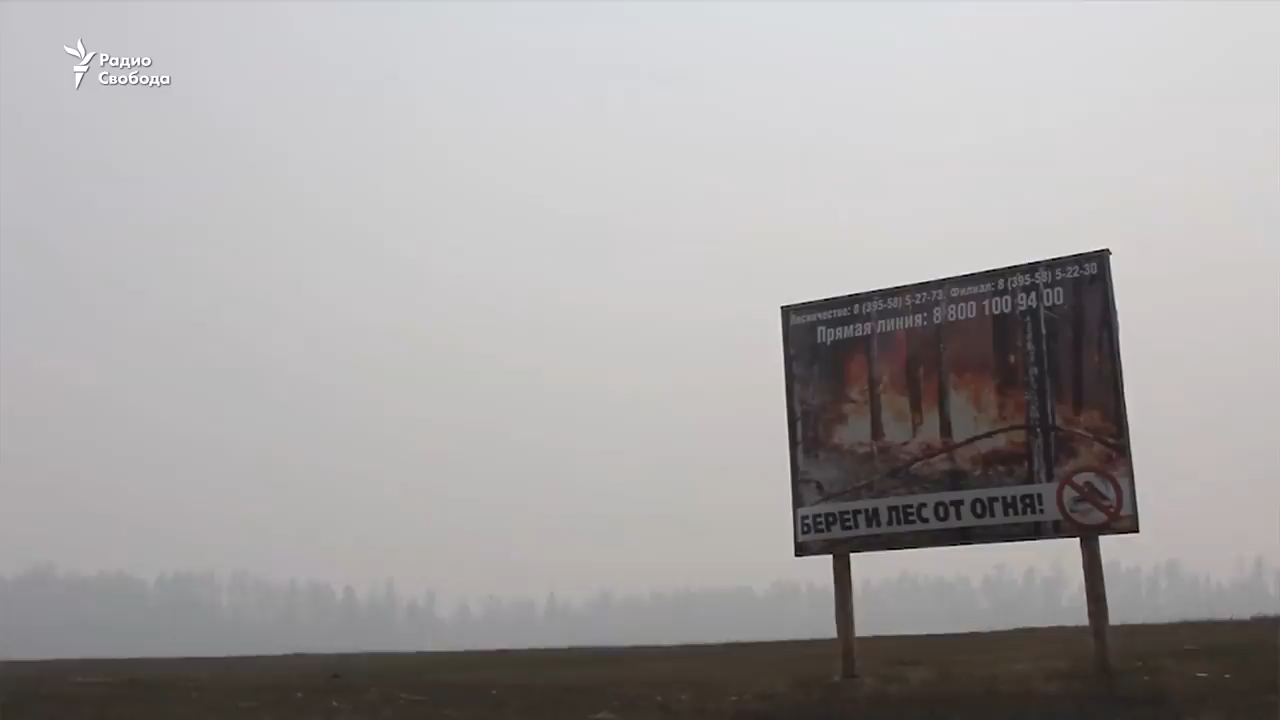 Радио
Свобода
Лесничество: 8 (395-58) 5-27-73, Филиал: 8 (395-58) 5-22-30
Прямая линия: 8 800 100 94 00
БЕРЕГИ ЛЕС ОТ ОГНЯ!